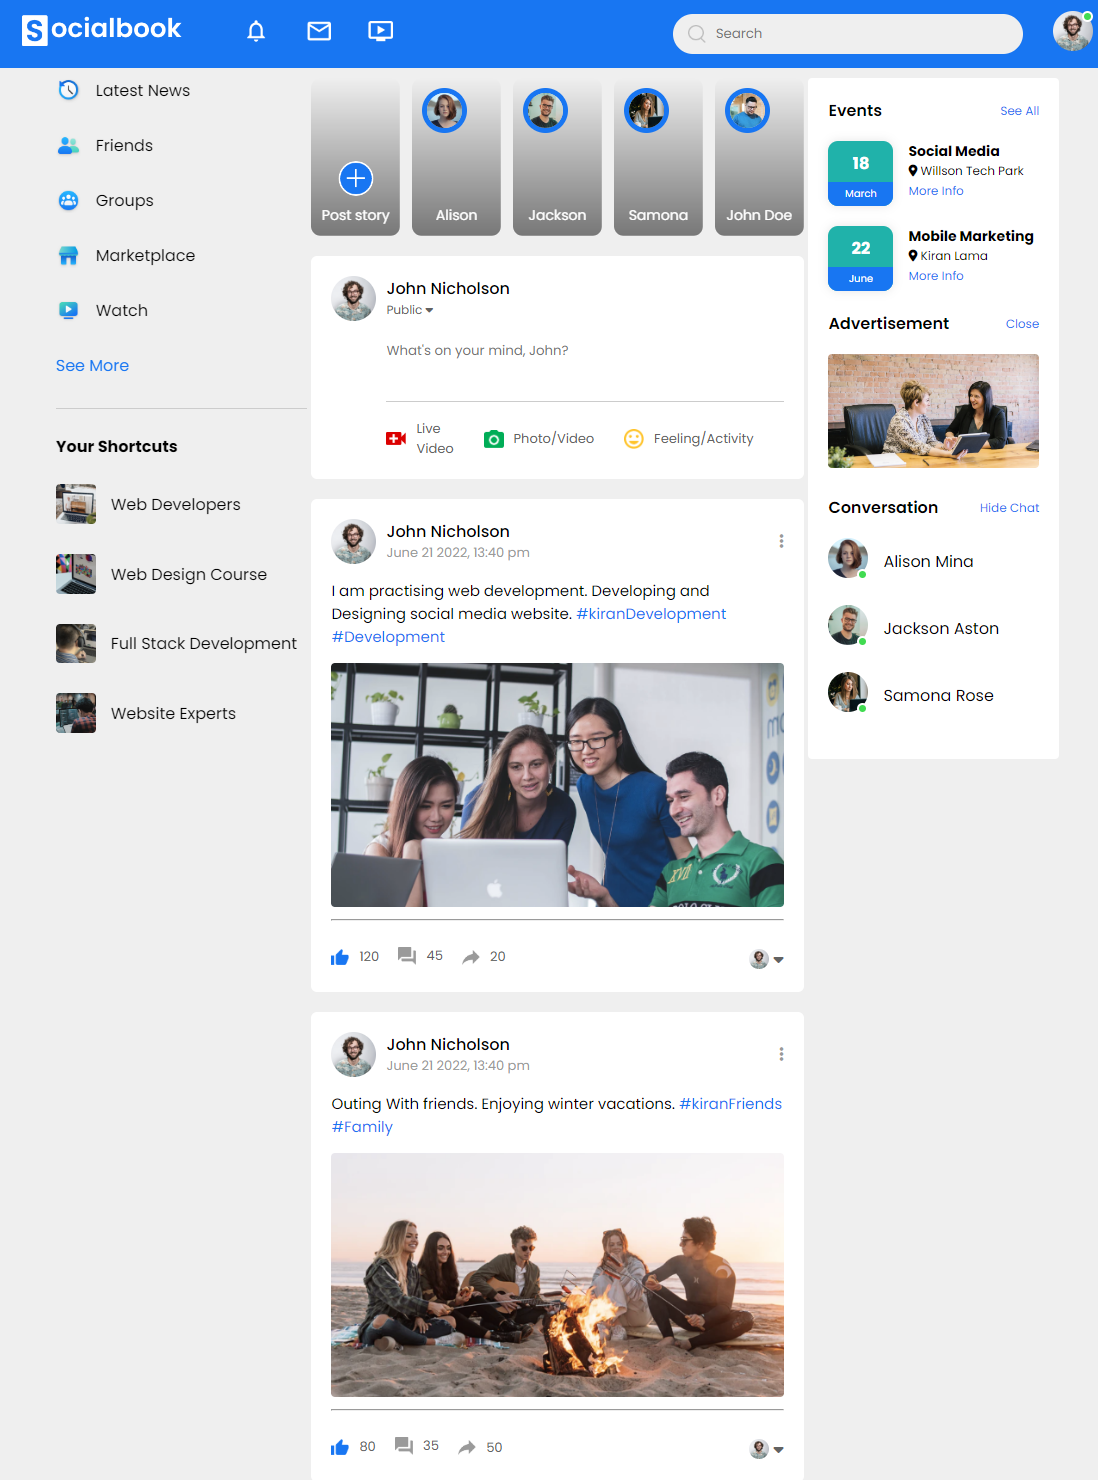 Socialbook
Search
Latest News
Friends
Groups
Marketplace
Watch
See More
Your Shortcuts
Web Developers
Web Design Course
Full Stack Development
Website Experts
Post story
Alison
Jackson
Samona
John Doe
John Nicholson
Public
What's on your mind, John?
Live
Video
Photo/Video
Feeling/Activity
John Nicholson
June 21 2022, 13:40 pm
I am practising web development. Developing and
Designing social media website. #kiranDevelopment
#Development
120
45
20
John Nicholson
June 21 2022, 13:40 pm
Outing With friends. Enjoying winter vacations. #kiranFriends
#Family
80
35
50
Events
See All
18
March
Social Media
Willson Tech Park
More Info
22
June
Mobile Marketing
Kiran Lama
More Info
Advertisement
Close
Conversation
Hide Chat
Alison Mina
Jackson Aston
Samona Rose